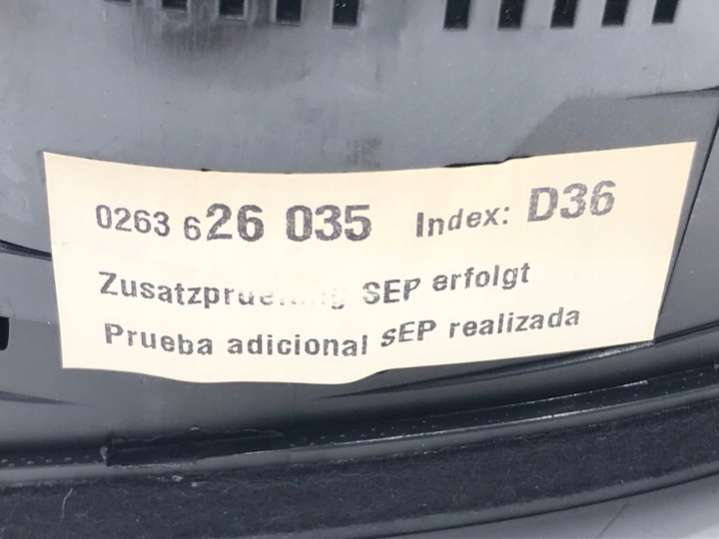 0263 626 035 Index: D36
SEP erfolgt
Prueba adicional SEP realizada